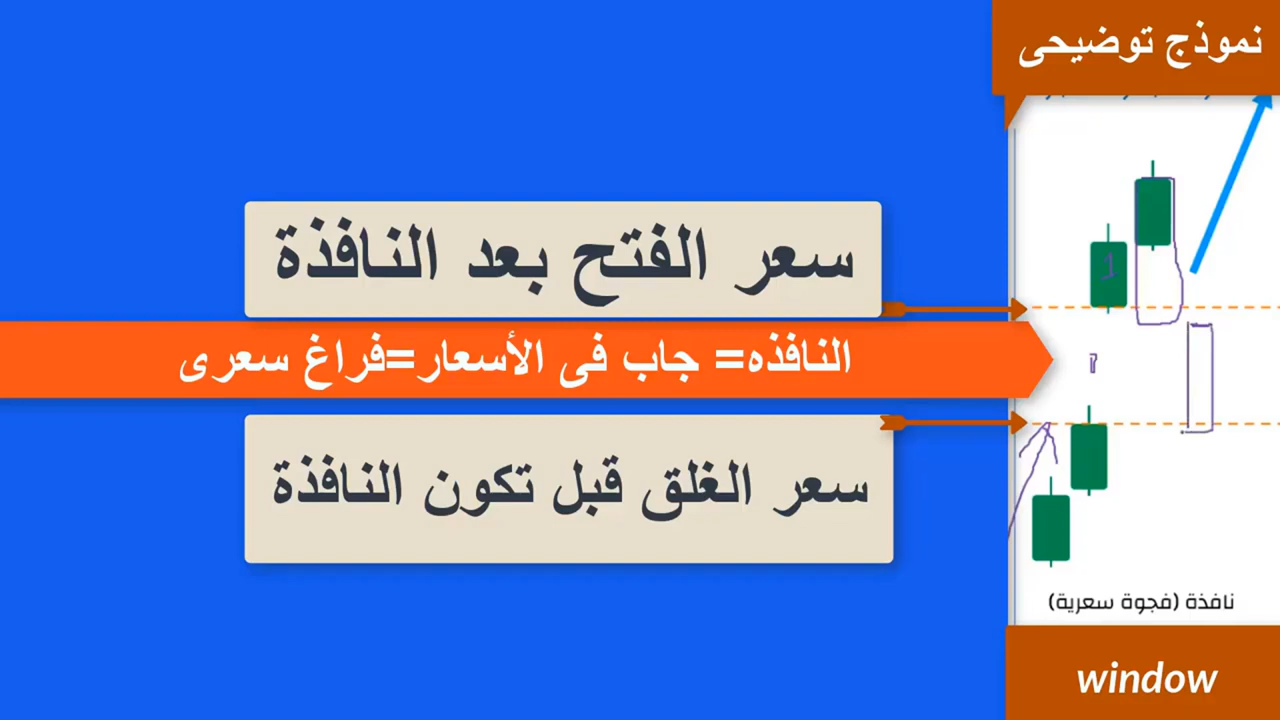 نموذج توضيحى
سعر الفتح بعد النافذة
النافذه= جاب فى الأسعار=فراغ سعرى
سعر الغلق قبل تكون النافذة
نافذة (فجوة سعرية)
window